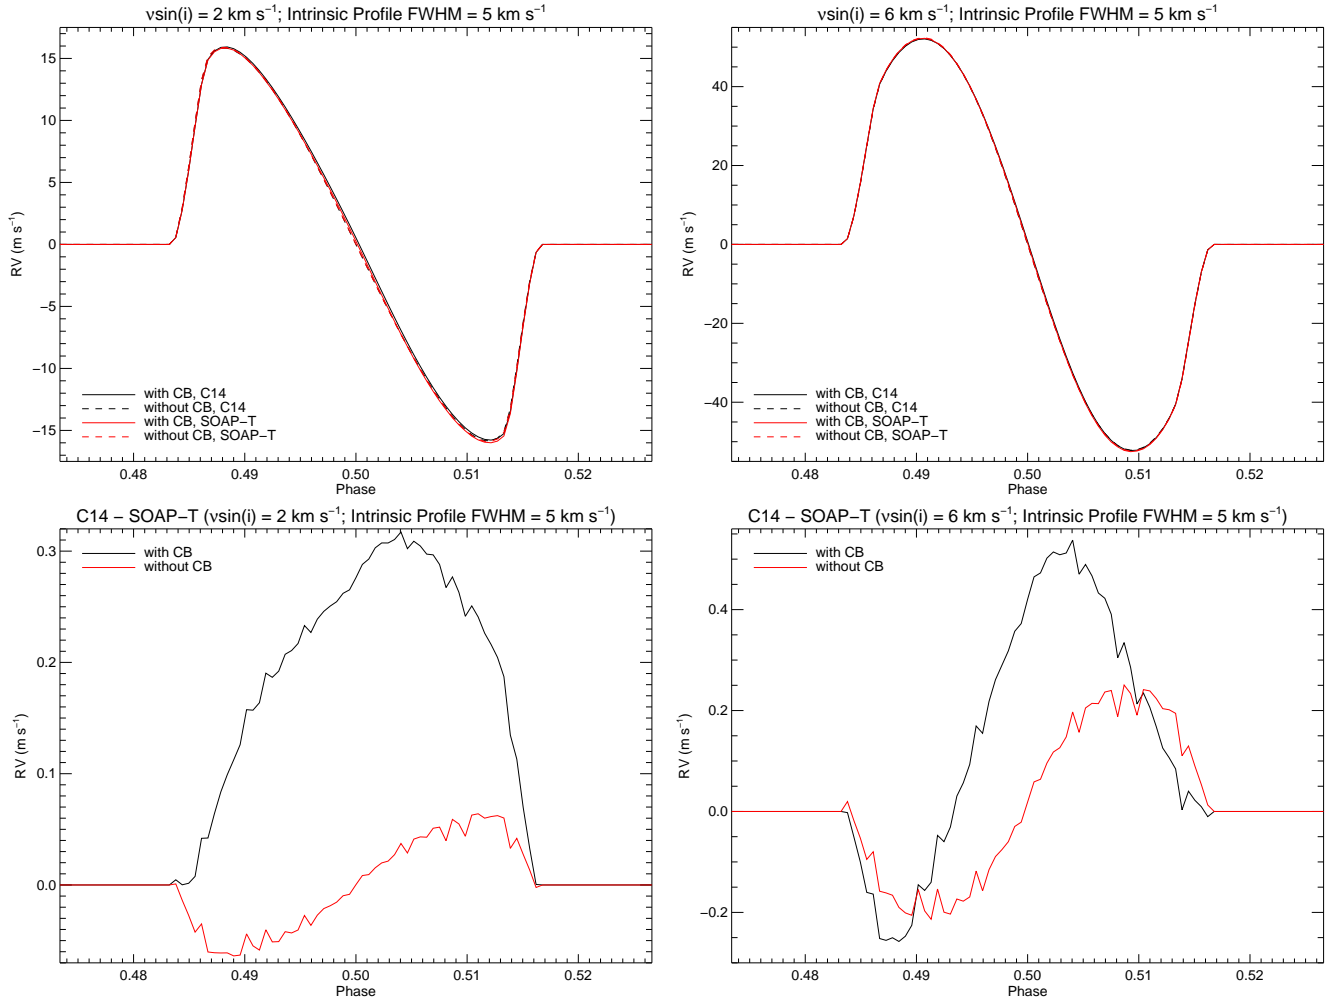 νsin(i) = 2 km s⁻¹; Intrinsic Profile FWHM = 5 km s⁻¹
15
10
5
0
−5
−10
−15
RV (m s⁻¹)
with CB, C14
without CB, C14
with CB, SOAP−T
without CB, SOAP−T
0.48 0.49 0.50 0.51 0.52
Phase
νsin(i) = 6 km s⁻¹; Intrinsic Profile FWHM = 5 km s⁻¹
40
20
0
−20
−40
RV (m s⁻¹)
with CB, C14
without CB, C14
with CB, SOAP−T
without CB, SOAP−T
0.48 0.49 0.50 0.51 0.52
Phase
C14 − SOAP−T (νsin(i) = 2 km s⁻¹; Intrinsic Profile FWHM = 5 km s⁻¹)
with CB
without CB
0.3
0.2
0.1
0.0
RV (m s⁻¹)
0.48 0.49 0.50 0.51 0.52
Phase
C14 − SOAP−T (νsin(i) = 6 km s⁻¹; Intrinsic Profile FWHM = 5 km s⁻¹)
with CB
without CB
0.4
0.2
0.0
−0.2
RV (m s⁻¹)
0.48 0.49 0.50 0.51 0.52
Phase